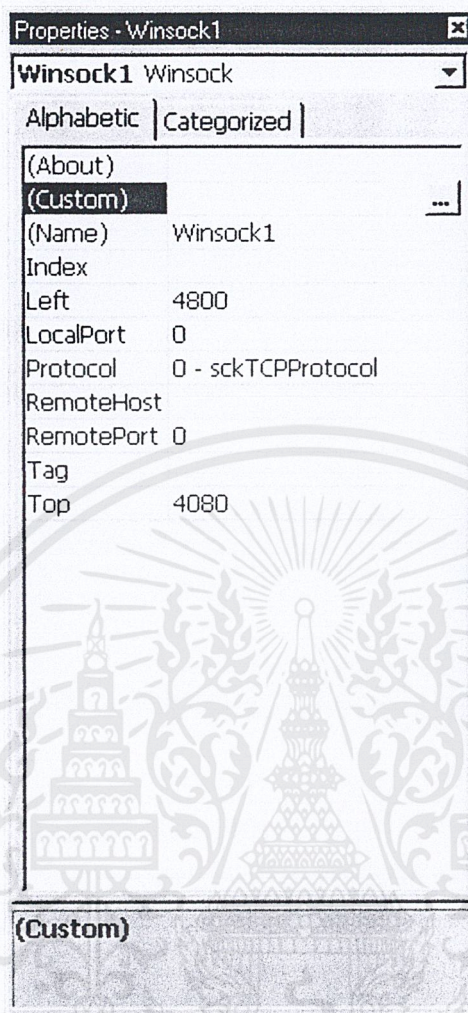 Properties - Winsock1
Winsock1 Winsock
Alphabetic Categorized
(About)
(Custom) ...
(Name) Winsock1
Index
Left 4800
LocalPort 0
Protocol 0 - sckTCPProtocol
RemoteHost
RemotePort 0
Tag
Top 4080
(Custom)